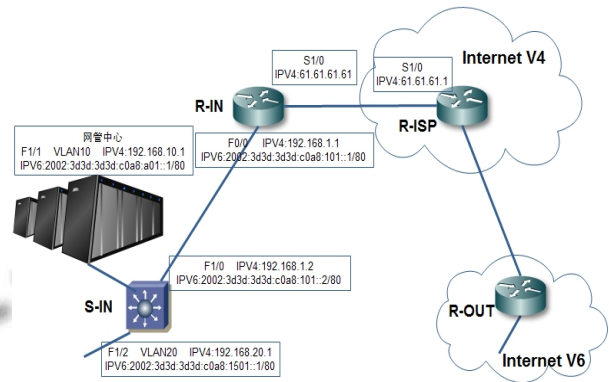 Internet V4
S1/0
IPV4:61.61.61.61
S1/0
IPV4:61.61.61.1
R-IN
R-ISP
网管中心
F1/1 VLAN10 IPV4:192.168.10.1
IPV6:2002:3d3d:3d3d:c0a8:a01::1/80
F0/0 IPV4:192.168.1.1
IPV6:2002:3d3d:3d3d:c0a8:101::1/80
F1/0 IPV4:192.168.1.2
IPV6:2002:3d3d:3d3d:c0a8:101::2/80
S-IN
R-OUT
F1/2 VLAN20 IPV4:192.168.20.1
IPV6:2002:3d3d:3d3d:c0a8:1501::1/80
Internet V6